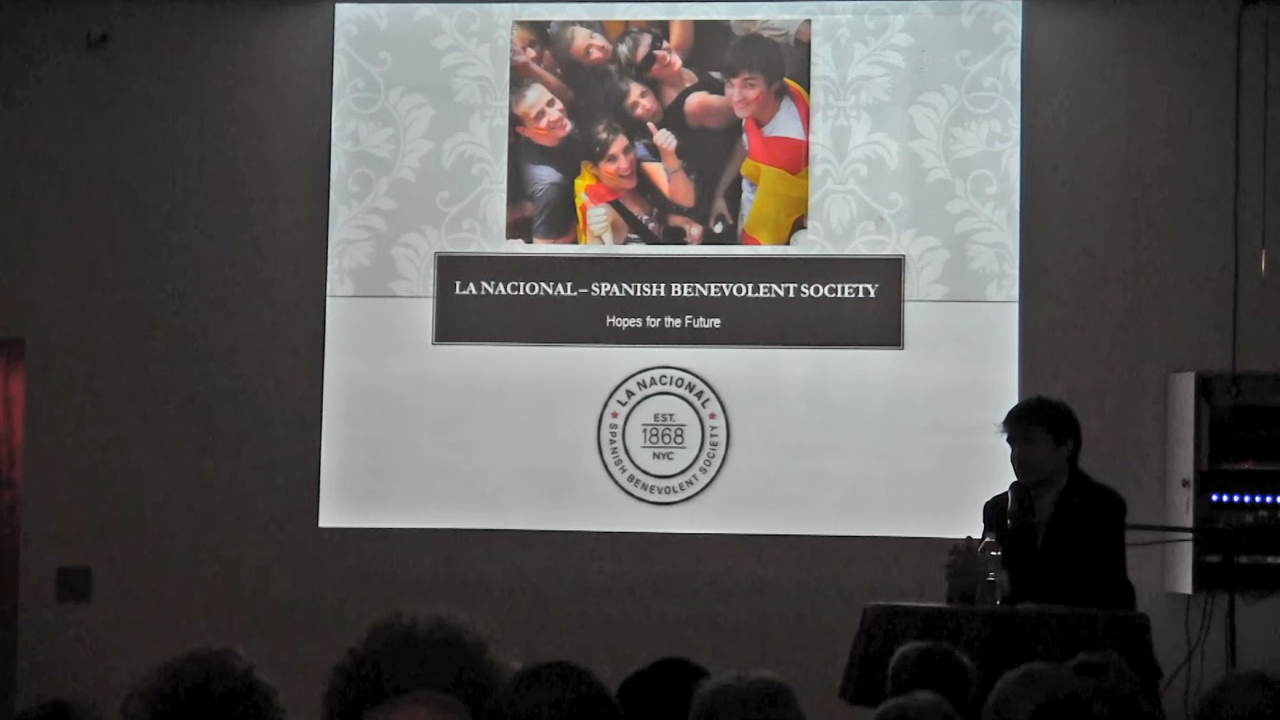 LA NACIONAL – SPANISH BENEVOLENT SOCIETY
Hopes for the Future
LA NACIONAL
EST.
1868
NYC
SPANISH BENEVOLENT SOCIETY